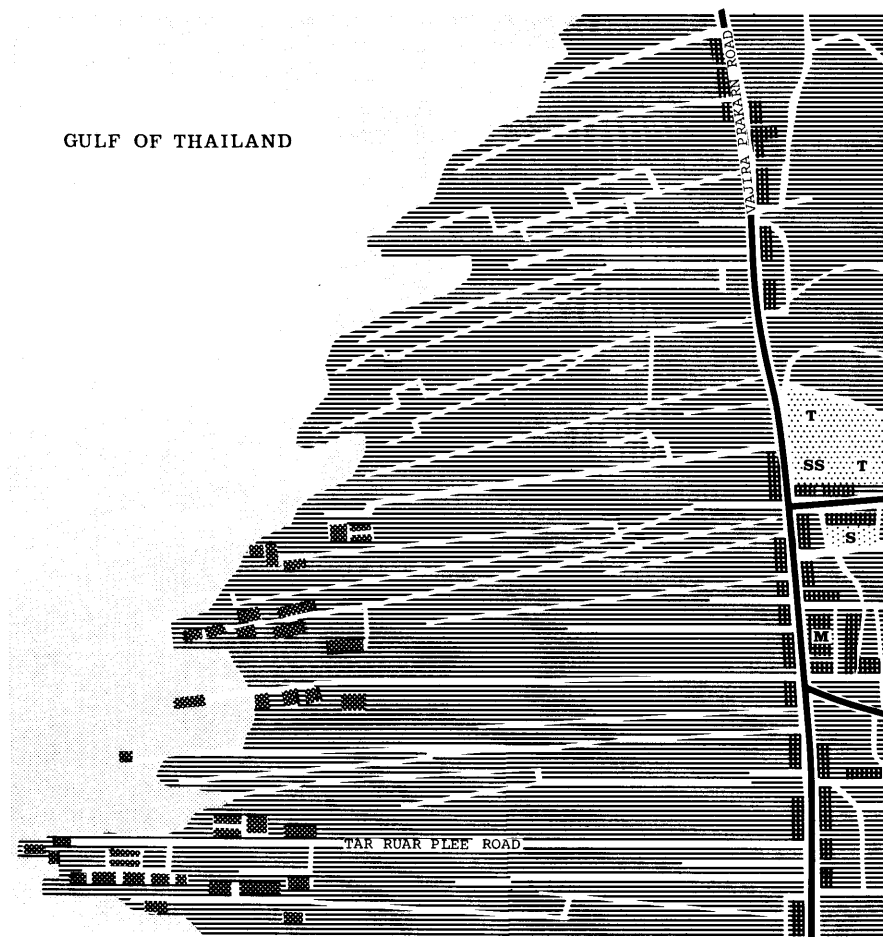 VAJIRA PRAKARN ROAD
GULF OF THAILAND
T
SS T
S
M
TAR RUAR PLEE ROAD